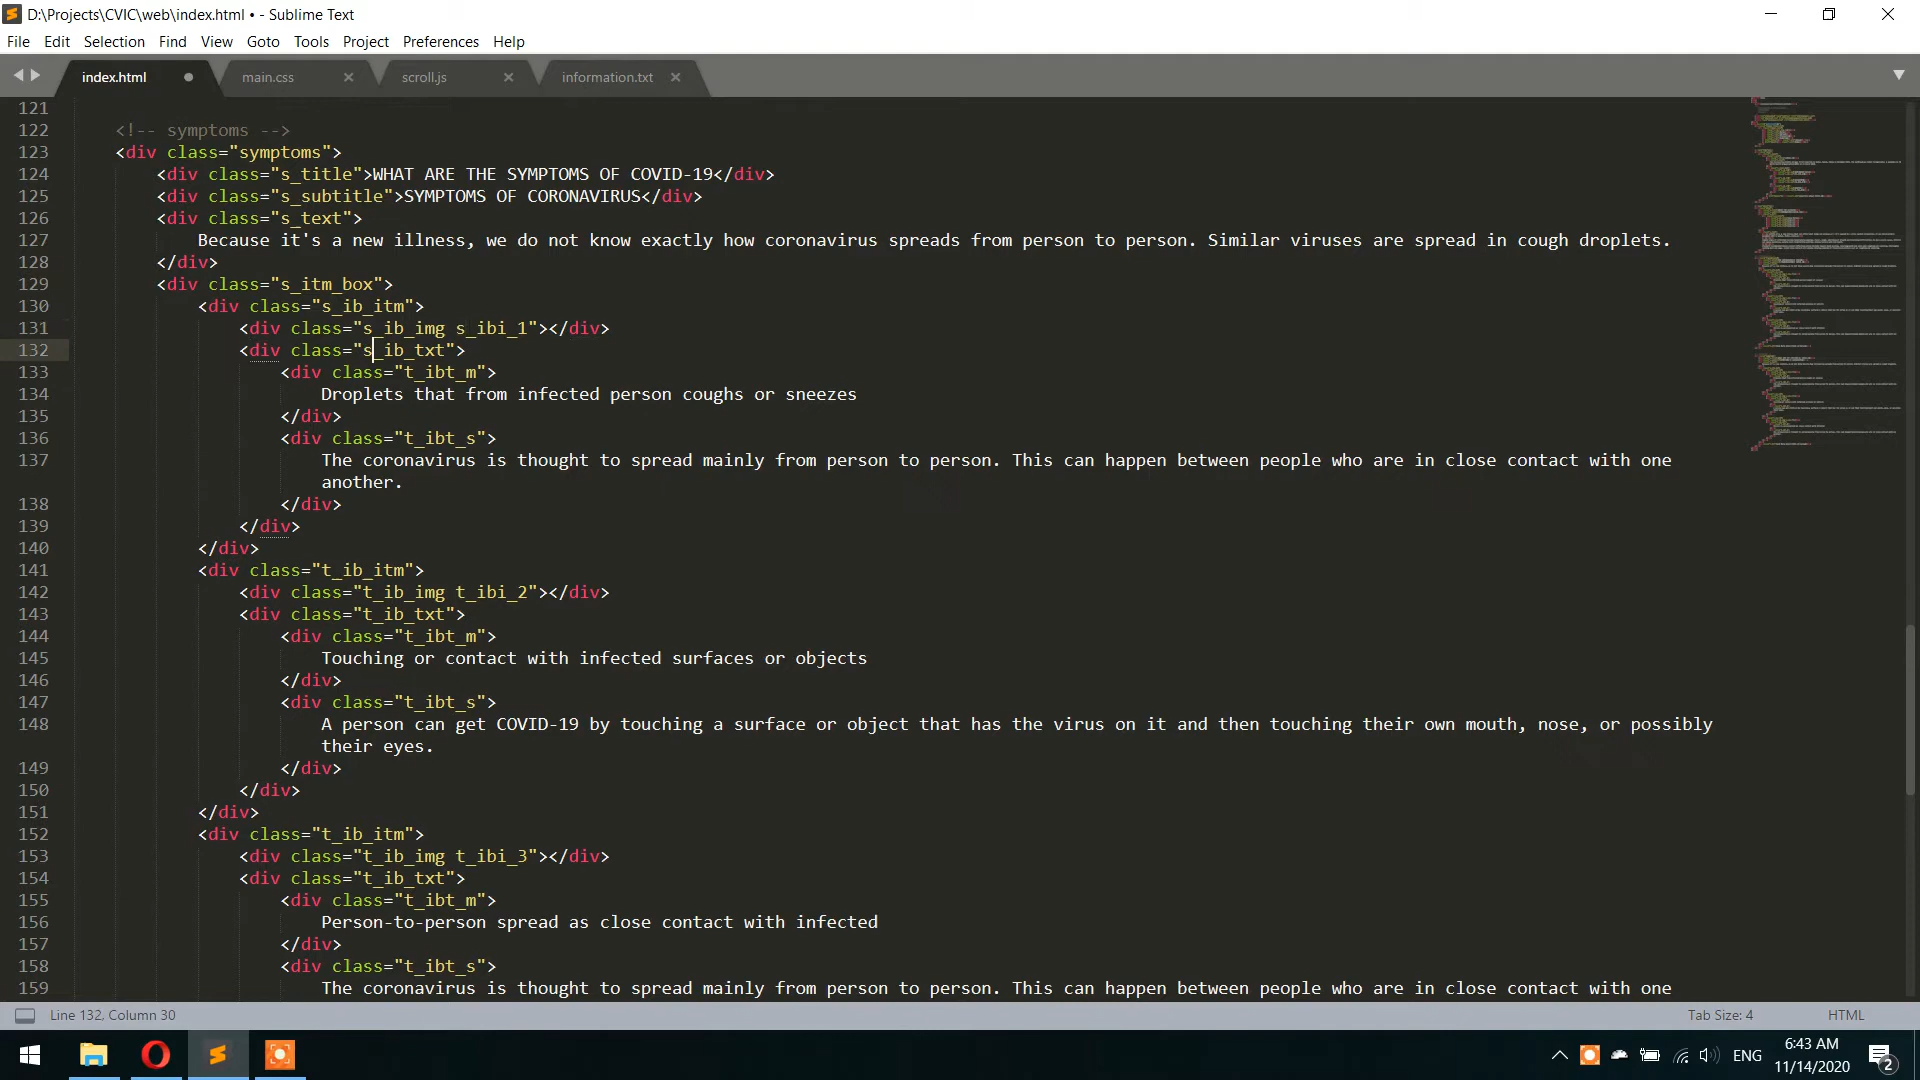 D:\Projects\CVIC\web\index.html • - Sublime Text
File Edit Selection Find View Goto Tools Project Preferences Help
index.html main.css scroll.js information.txt
121
122 <!-- symptoms -->
123 <div class="symptoms">
124 <div class="s_title">WHAT ARE THE SYMPTOMS OF COVID-19</div>
125 <div class="s_subtitle">SYMPTOMS OF CORONAVIRUS</div>
126 <div class="s_text">
127 Because it's a new illness, we do not know exactly how coronavirus spreads from person to person. Similar viruses are spread in cough droplets.
128 </div>
129 <div class="s_itm_box">
130 <div class="s_ib_itm">
131 <div class="s_ib_img s_ibi_1"></div>
132 <div class="s_ib_txt">
133 <div class="t_ibt_m">
134 Droplets that from infected person coughs or sneezes
135 </div>
136 <div class="t_ibt_s">
137 The coronavirus is thought to spread mainly from person to person. This can happen between people who are in close contact with one
another.
138 </div>
139 </div>
140 </div>
141 <div class="t_ib_itm">
142 <div class="t_ib_img t_ibi_2"></div>
143 <div class="t_ib_txt">
144 <div class="t_ibt_m">
145 Touching or contact with infected surfaces or objects
146 </div>
147 <div class="t_ibt_s">
148 A person can get COVID-19 by touching a surface or object that has the virus on it and then touching their own mouth, nose, or possibly
their eyes.
149 </div>
150 </div>
151 </div>
152 <div class="t_ib_itm">
153 <div class="t_ib_img t_ibi_3"></div>
154 <div class="t_ib_txt">
155 <div class="t_ibt_m">
156 Person-to-person spread as close contact with infected
157 </div>
158 <div class="t_ibt_s">
159 The coronavirus is thought to spread mainly from person to person. This can happen between people who are in close contact with one
Line 132, Column 30 Tab Size: 4 HTML
ENG 6:43 AM 2
11/14/2020